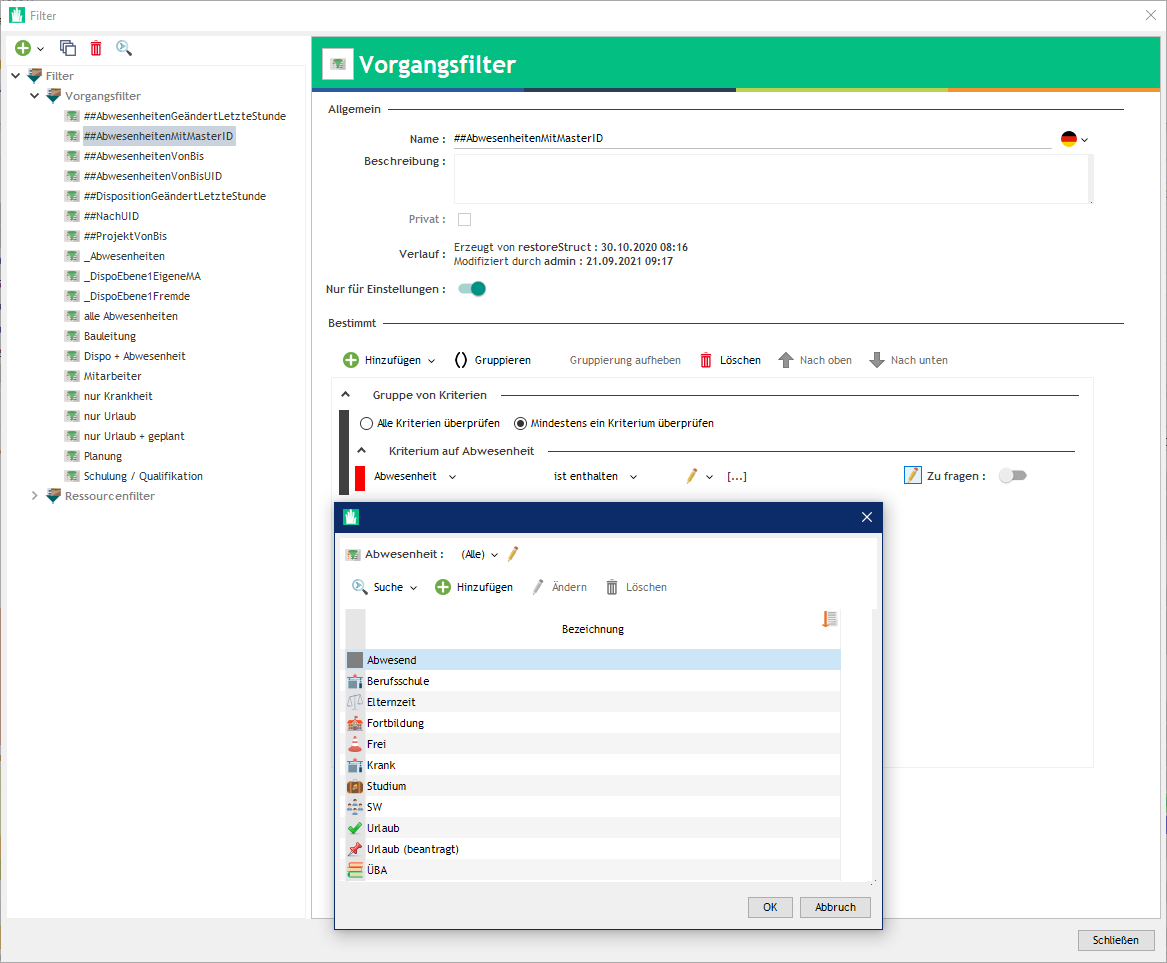 Filter
Filter
Vorgangsfilter
##AbwesenheitenGeändertLetzteStunde
##AbwesenheitenMitMasterID
##AbwesenheitenVonBis
##AbwesenheitenVonBisUID
##DispositionGeändertLetzteStunde
##NachUID
##ProjektVonBis
_Abwesenheiten
_DispoEbene1EigeneMA
_DispoEbene1Fremde
alle Abwesenheiten
Bauleitung
Dispo + Abwesenheit
Mitarbeiter
nur Krankheit
nur Urlaub
nur Urlaub + geplant
Planung
Schulung / Qualifikation
Ressourcenfilter
Vorgangsfilter
Allgemein
Name : ##AbwesenheitenMitMasterID
Beschreibung :
Privat :
Verlauf : Erzeugt von restoreStruct : 30.10.2020 08:16
Modifiziert durch admin : 21.09.2021 09:17
Nur für Einstellungen :
Bestimmt
Hinzufügen () Gruppieren Gruppierung aufheben Löschen Nach oben Nach unten
Gruppe von Kriterien
Alle Kriterien überprüfen Mindestens ein Kriterium überprüfen
Kriterium auf Abwesenheit
Abwesenheit ist enthalten [...] Zu fragen :
Abwesenheit : (Alle)
Suche Hinzufügen Ändern Löschen
Bezeichnung
Abwesend
Berufsschule
Elternzeit
Fortbildung
Frei
Krank
Studium
SW
Urlaub
Urlaub (beantragt)
ÜBA
OK Abbruch
Schließen